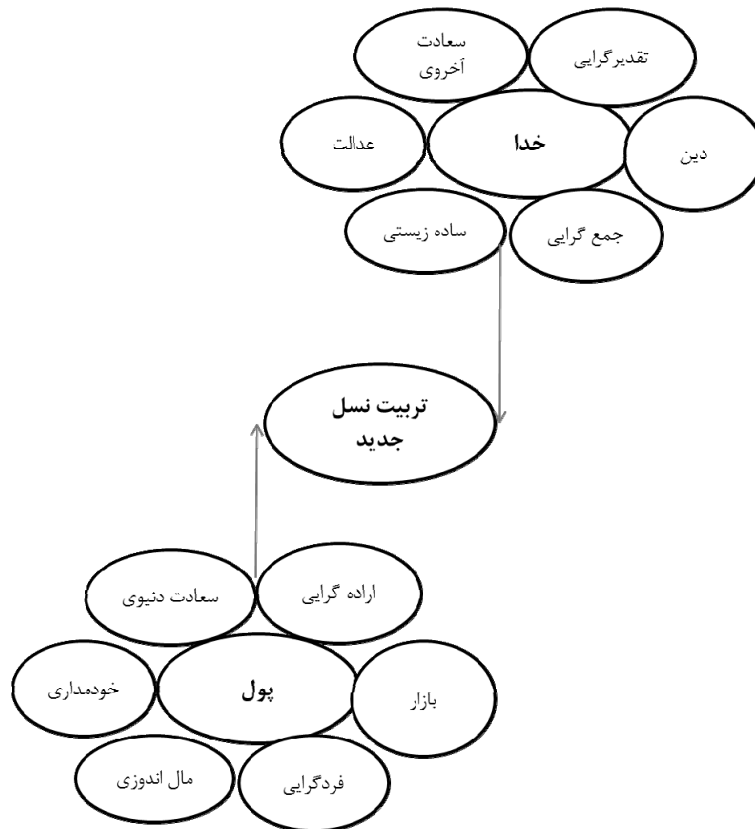 سعادت
آخروی
تقدیرگرایی
عدالت
خدا
دین
ساده زیستی
جمع گرایی
تربیت نسل
جدید
سعادت دنیوی
اراده گرایی
خودمداری
پول
بازار
مال اندوزی
فردگرایی